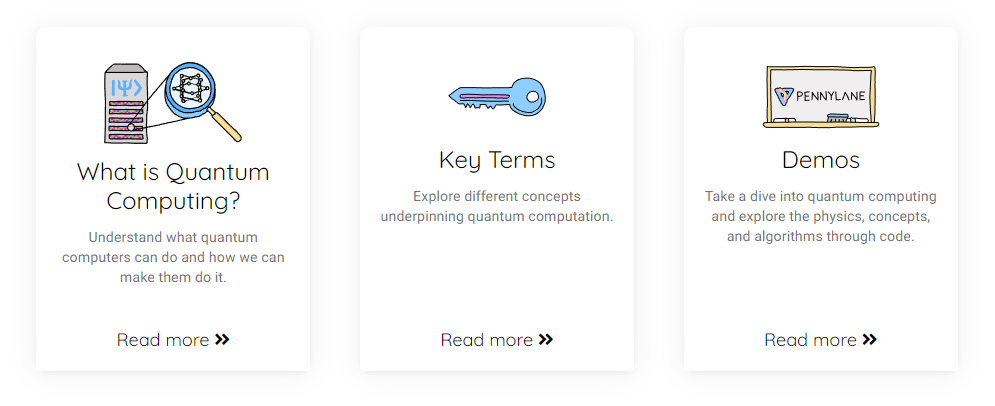 |Ψ⟩
What is Quantum
Computing?
Understand what quantum
computers can do and how we can
make them do it.
Read more
Key Terms
Explore different concepts
underpinning quantum computation.
Read more
PENNYLANE
Demos
Take a dive into quantum computing
and explore the physics, concepts,
and algorithms through code.
Read more